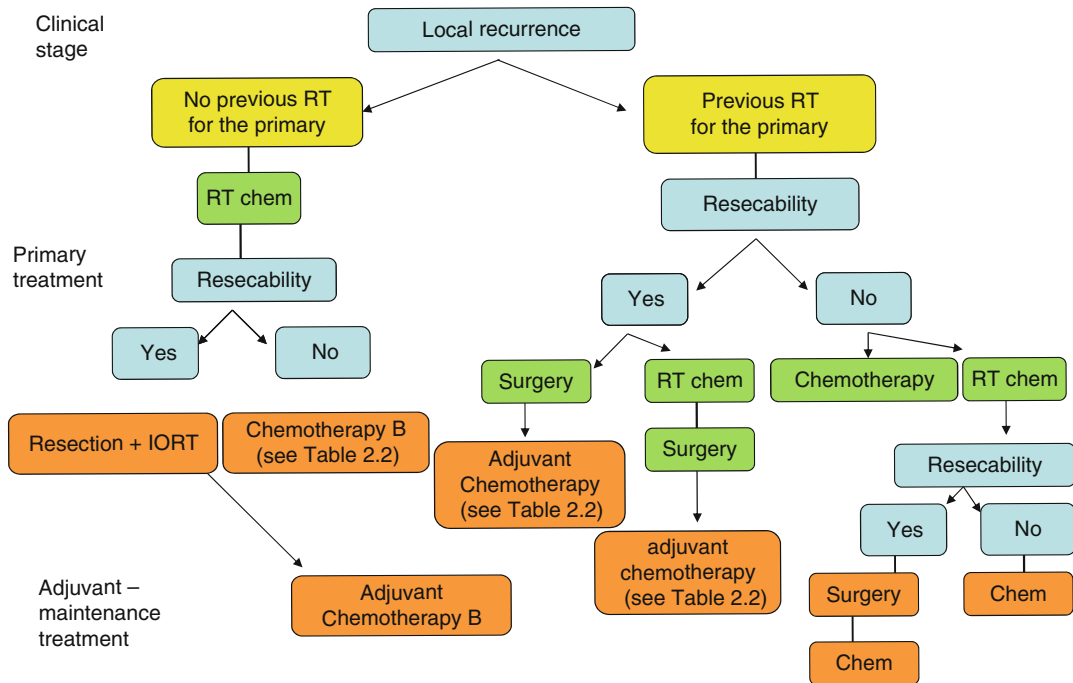 Clinical
stage
Local recurrence
No previous RT
for the primary
Previous RT
for the primary
RT chem
Resecability
Primary
treatment
Resecability
Yes
No
Yes
No
Surgery
RT chem
Chemotherapy
RT chem
Resection + IORT
Chemotherapy B
(see Table 2.2)
Adjuvant
Chemotherapy
(see Table 2.2)
Surgery
Resecability
Yes
No
adjuvant
chemotherapy
(see Table 2.2)
Adjuvant –
maintenance
treatment
Adjuvant
Chemotherapy B
Surgery
Chem
Chem